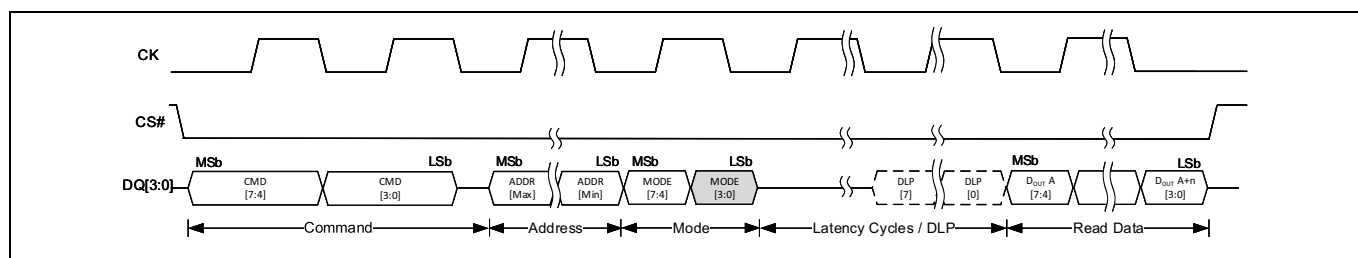 CK
CS#
MSb LSb MSb LSb MSb LSb MSb LSb
DQ[3:0] CMD CMD ADDR ADDR MODE MODE DLP DLP DOUT A DOUT A+n
[7:4] [3:0] [Max] [Min] [7:4] [3:0] [7] [0] [7:4] [3:0]
Command Address Mode Latency Cycles / DLP Read Data